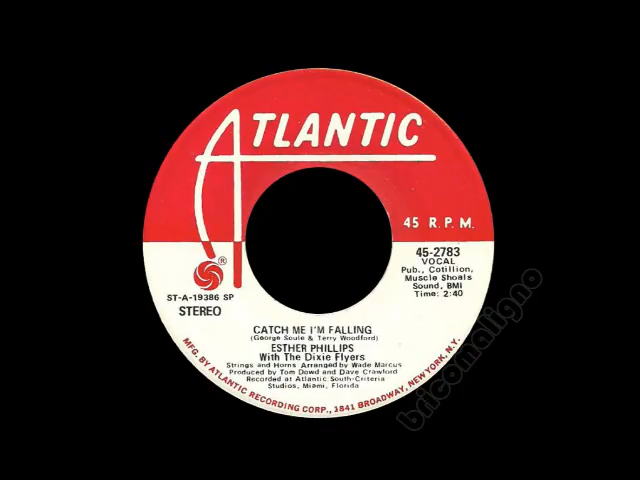 ATLANTIC
45 R.P.M.
45-2783
VOCAL
Pub., Cotillion,
Muscle Shoals
Sound, BMI
Time: 2:40
®
ST-A-19386 SP
STEREO
CATCH ME I'M FALLING
(George Soule & Terry Woodford)
ESTHER PHILLIPS
With The Dixie Flyers
Strings and Horns Arranged by Wade Marcus
Produced by Tom Dowd and Dave Crawford
Recorded at Atlantic South-Criteria
Studios, Miami, Florida
MFG. BY ATLANTIC RECORDING CORP., 1841 BROADWAY, NEW YORK, N.Y.
bricomaligno